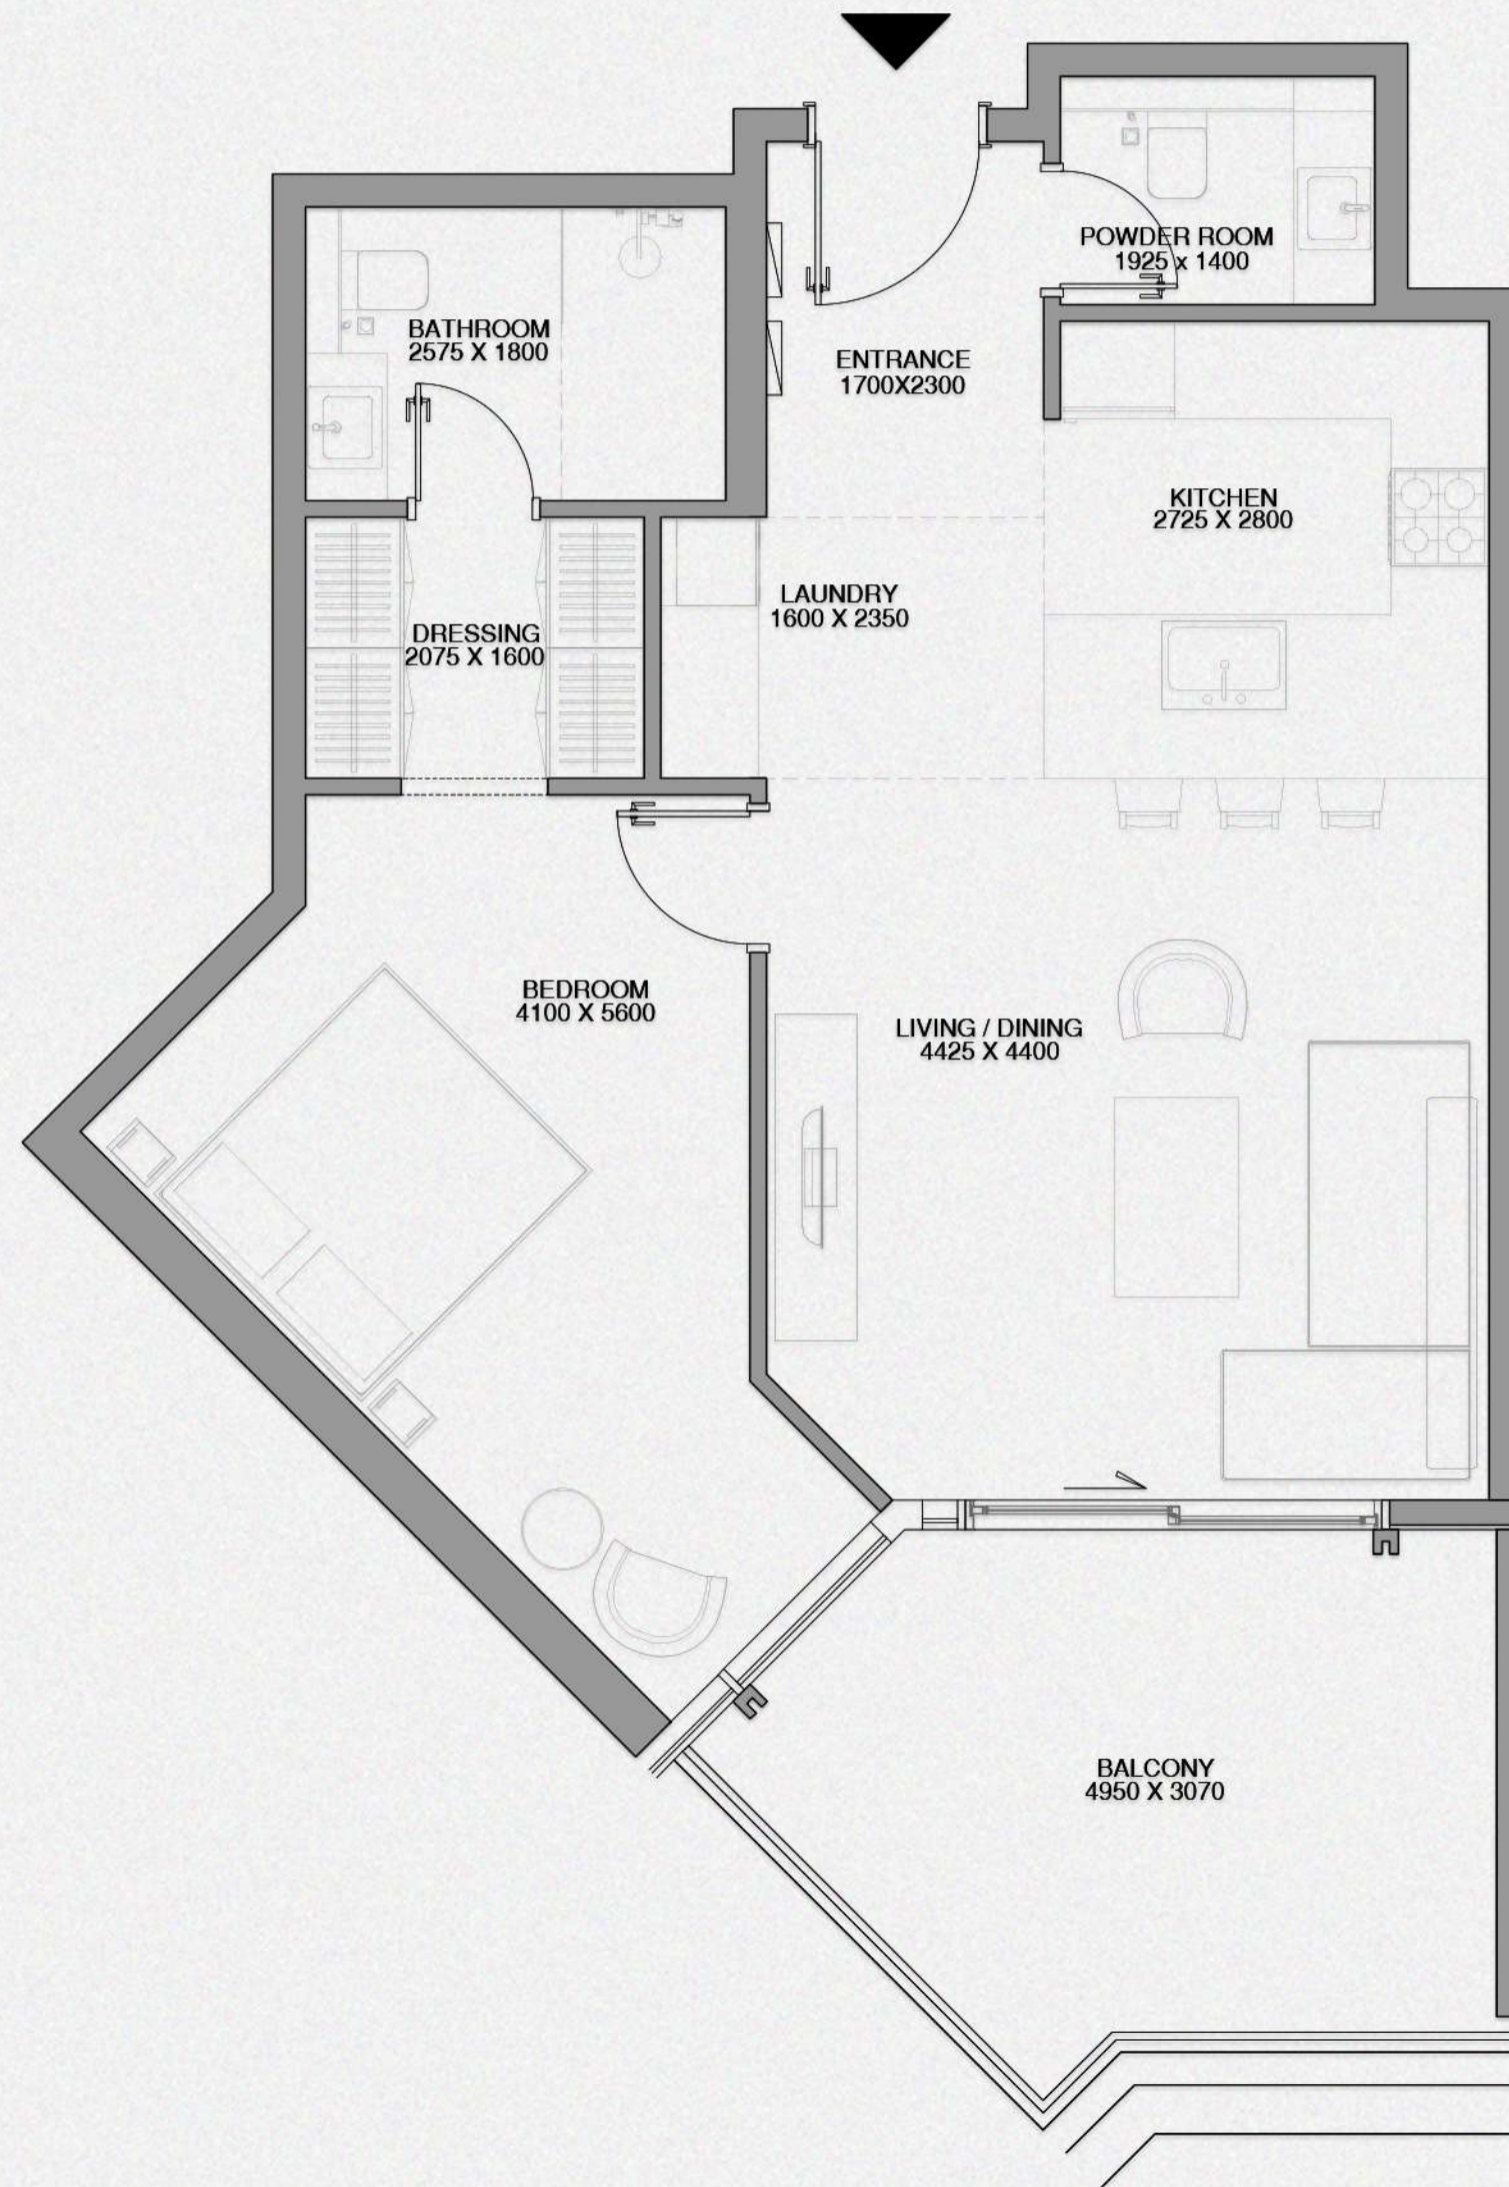 POWDER ROOM
1925 x 1400
BATHROOM
2575 X 1800
ENTRANCE
1700X2300
KITCHEN
2725 X 2800
LAUNDRY
1600 X 2350
DRESSING
2075 X 1600
BEDROOM
4100 X 5600
LIVING / DINING
4425 X 4400
BALCONY
4950 X 3070